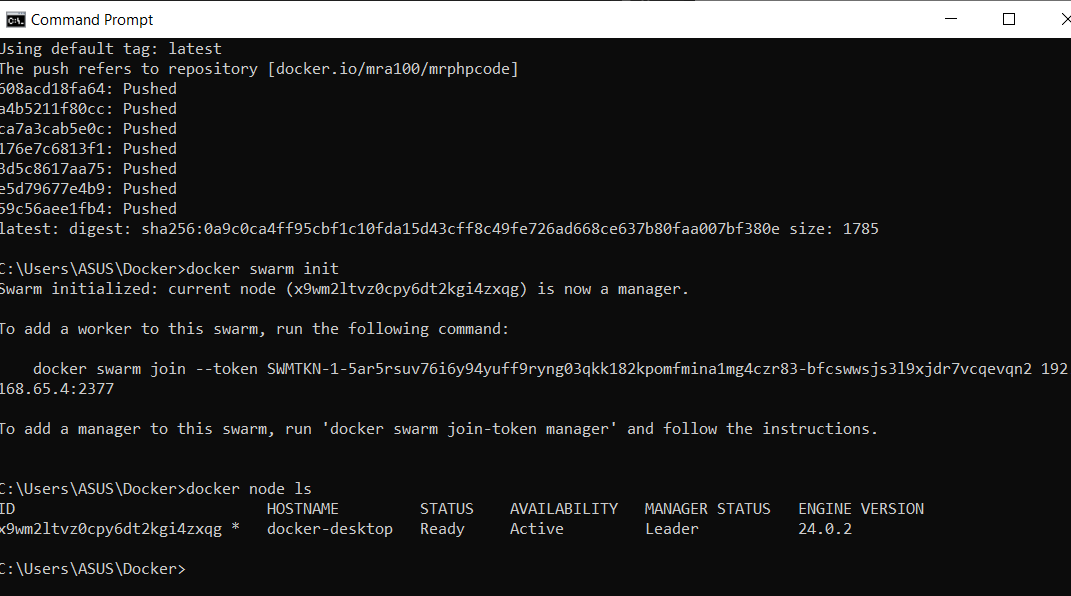 Command Prompt
Using default tag: latest
The push refers to repository [docker.io/mra100/mrphpcode]
608acd18fa64: Pushed
a4b5211f80cc: Pushed
ca7a3cab5e0c: Pushed
176e7c6813f1: Pushed
3d5c8617aa75: Pushed
e5d79677e4b9: Pushed
59c56aee1fb4: Pushed
latest: digest: sha256:0a9c0ca4ff95cbf1c10fda15d43cff8c49fe726ad668ce637b80faa007bf380e size: 1785
C:\Users\ASUS\Docker>docker swarm init
Swarm initialized: current node (x9wm2ltvz0cpy6dt2kgi4zxqg) is now a manager.
To add a worker to this swarm, run the following command:
docker swarm join --token SWMTKN-1-5ar5rsuv76i6y94yuff9ryng03qkk182kpomfmina1mg4czr83-bfcswwsjs3l9xjdr7vcqevqn2 192
168.65.4:2377
To add a manager to this swarm, run 'docker swarm join-token manager' and follow the instructions.
C:\Users\ASUS\Docker>docker node ls
ID HOSTNAME STATUS AVAILABILITY MANAGER STATUS ENGINE VERSION
x9wm2ltvz0cpy6dt2kgi4zxqg * docker-desktop Ready Active Leader 24.0.2
C:\Users\ASUS\Docker>